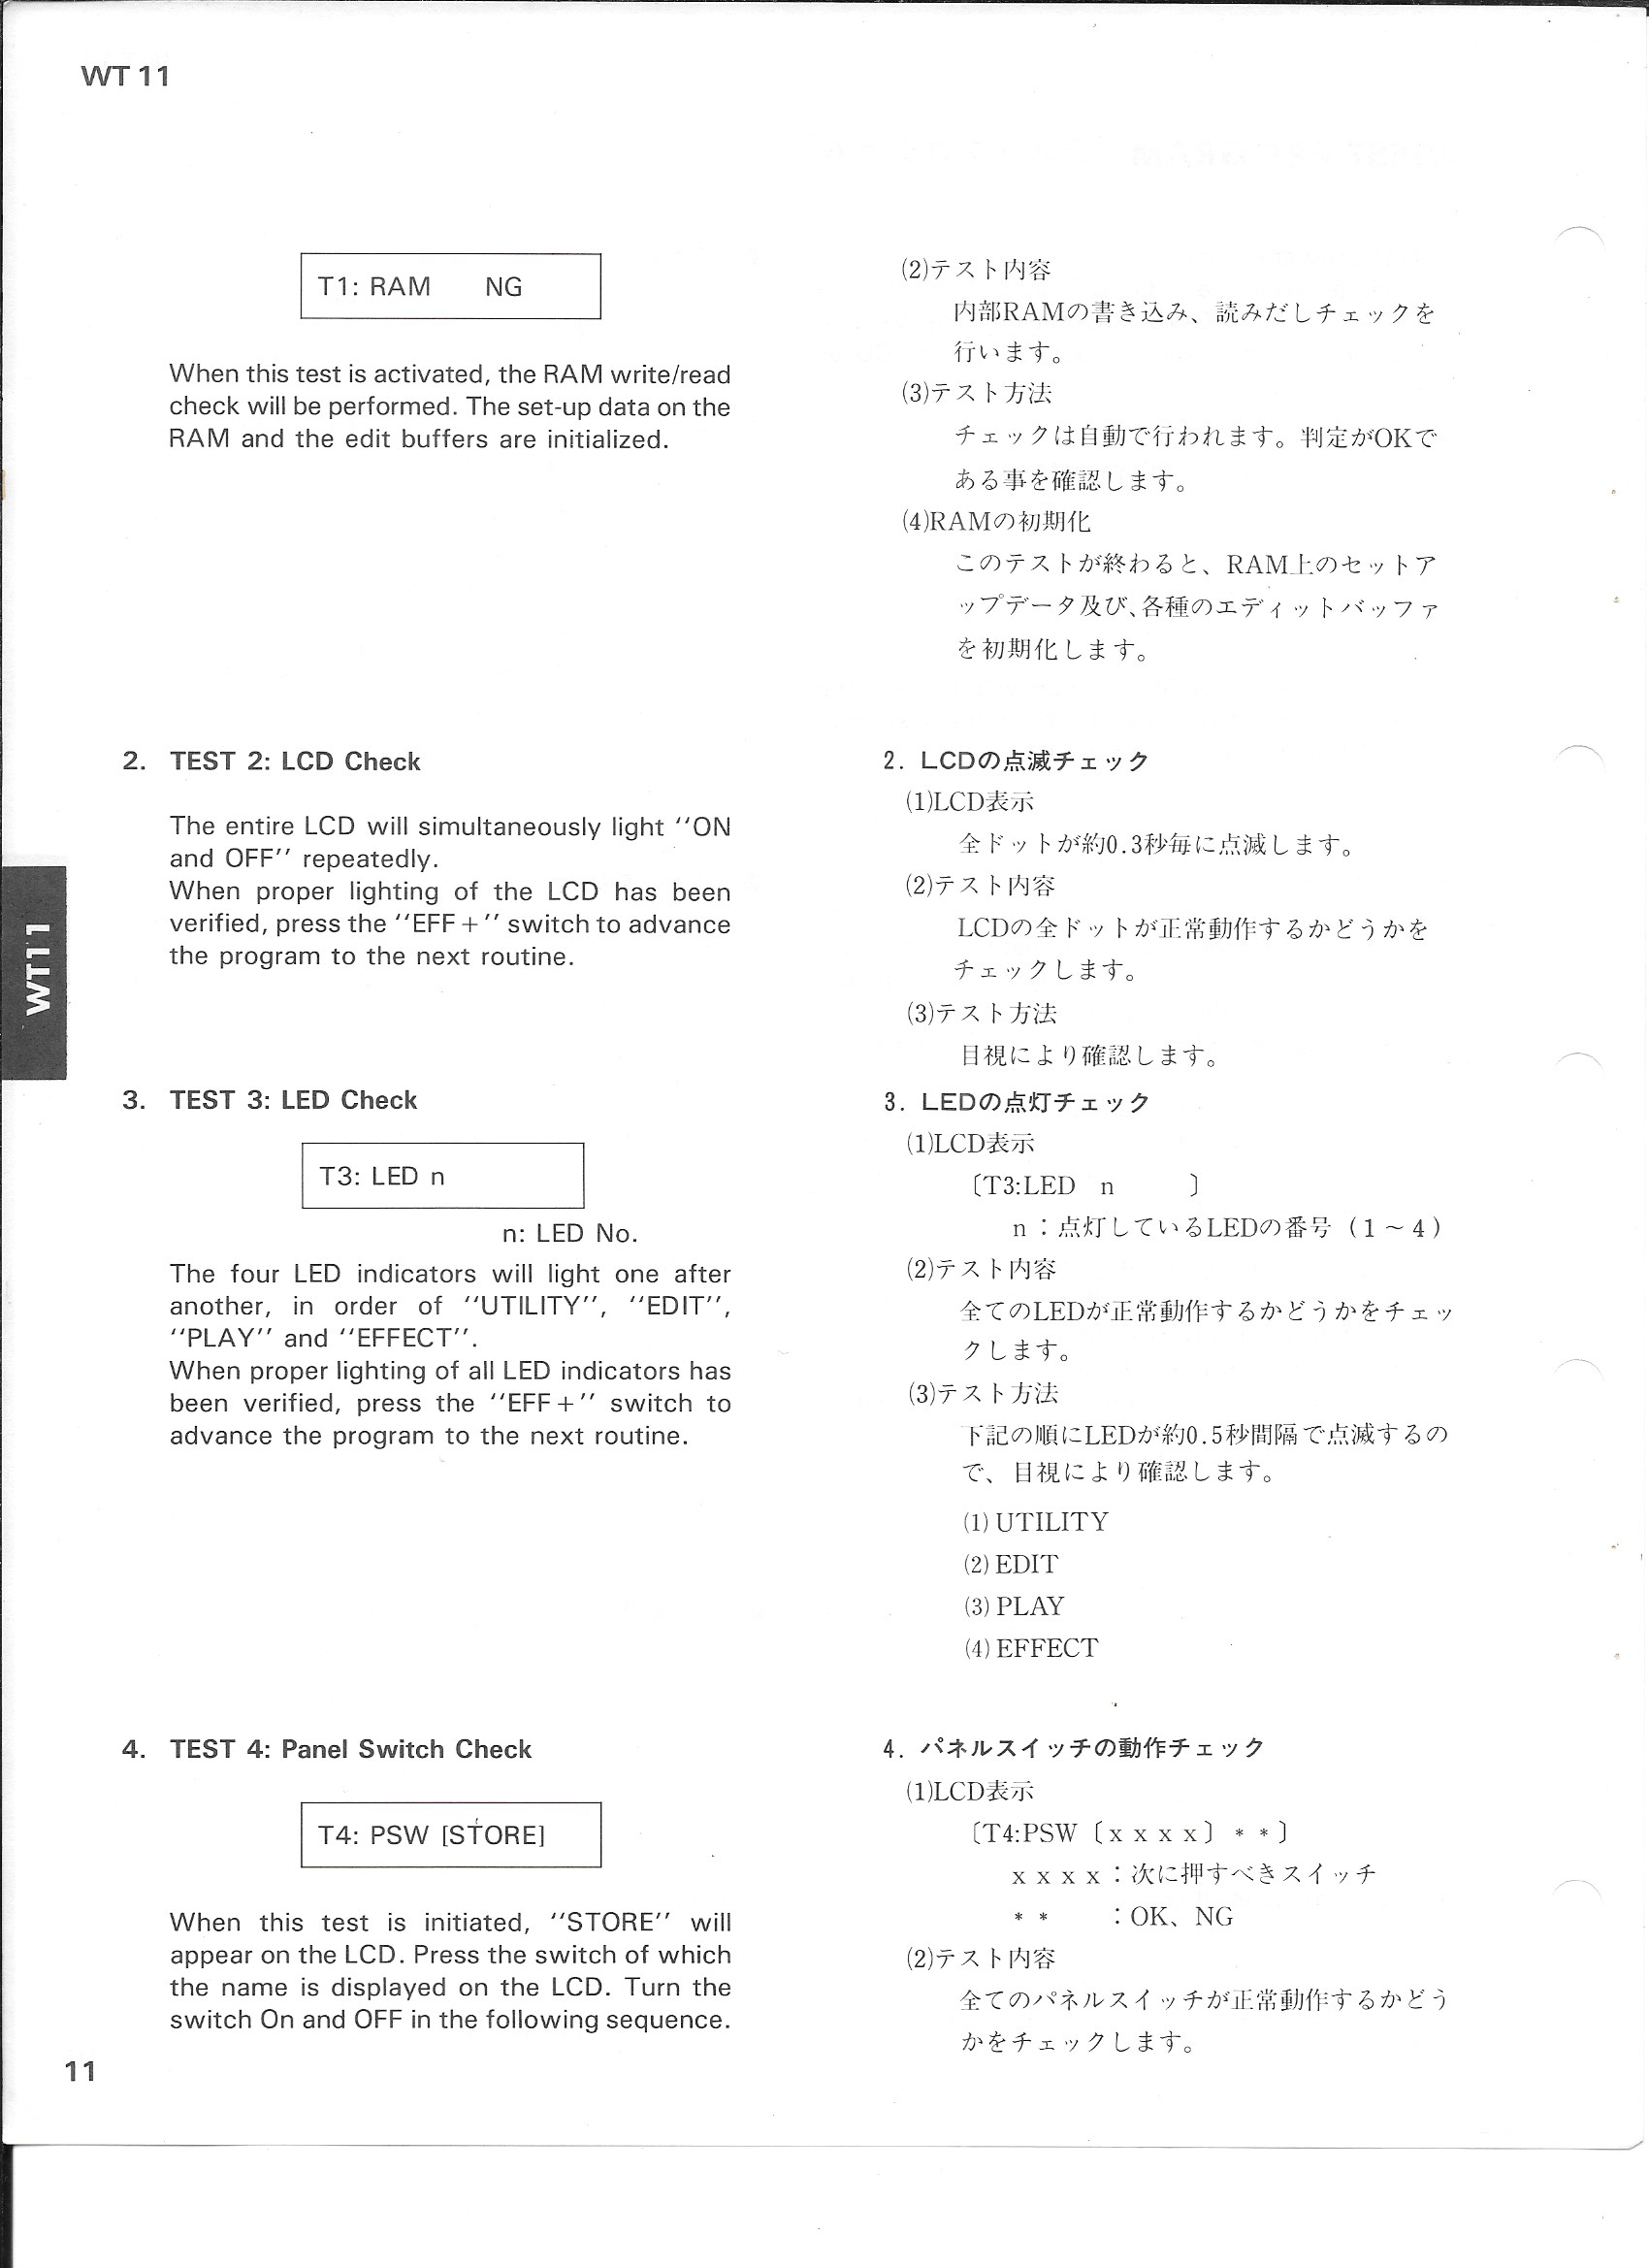 WT 11
T1: RAM NG
When this test is activated, the RAM write/read
check will be performed. The set-up data on the
RAM and the edit buffers are initialized.
2. TEST 2: LCD Check
The entire LCD will simultaneously light ‘‘ON
and OFF’’ repeatedly.
When proper lighting of the LCD has been
verified, press the ‘‘EFF+’’ switch to advance
the program to the next routine.
WT11
3. TEST 3: LED Check
T3: LED n
n: LED No.
The four LED indicators will light one after
another, in order of ‘‘UTILITY’’, ‘‘EDIT’’,
‘‘PLAY’’ and ‘‘EFFECT’’.
When proper lighting of all LED indicators has
been verified, press the ‘‘EFF+’’ switch to
advance the program to the next routine.
4. TEST 4: Panel Switch Check
T4: PSW [STORE]
When this test is initiated, ‘‘STORE’’ will
appear on the LCD. Press the switch of which
the name is displayed on the LCD. Turn the
switch On and OFF in the following sequence.
(2)テスト内容
内部RAMの書き込み、読みだしチェックを
行います。
(3)テスト方法
チェックは自動で行われます。判定がOKで
ある事を確認します。
(4)RAMの初期化
このテストが終わると、RAM上のセットア
ップデータ及び、各種のエディットバッファ
を初期化します。
2. LCDの点滅チェック
(1)LCD表示
全ドットが約0.3秒毎に点滅します。
(2)テスト内容
LCDの全ドットが正常動作するかどうかを
チェックします。
(3)テスト方法
目視により確認します。
3. LEDの点灯チェック
(1)LCD表示
〔T3:LED n 〕
n：点灯しているLEDの番号（1～4）
(2)テスト内容
全てのLEDが正常動作するかどうかをチェッ
クします。
(3)テスト方法
下記の順にLEDが約0.5秒間隔で点滅するの
で、目視により確認します。
(1) UTILITY
(2) EDIT
(3) PLAY
(4) EFFECT
4. パネルスイッチの動作チェック
(1)LCD表示
〔T4:PSW〔xxxx〕**〕
xxxx：次に押すべきスイッチ
** ：OK、NG
(2)テスト内容
全てのパネルスイッチが正常動作するかどう
かをチェックします。
11